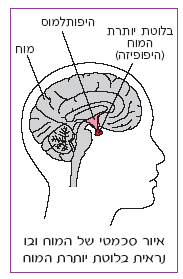 בלוטת יותרת
המוח
(היפופיזה)
היפותלמוס
מוח
איור סכמטי של המוח ובו
נראית בלוטת יותרת המוח